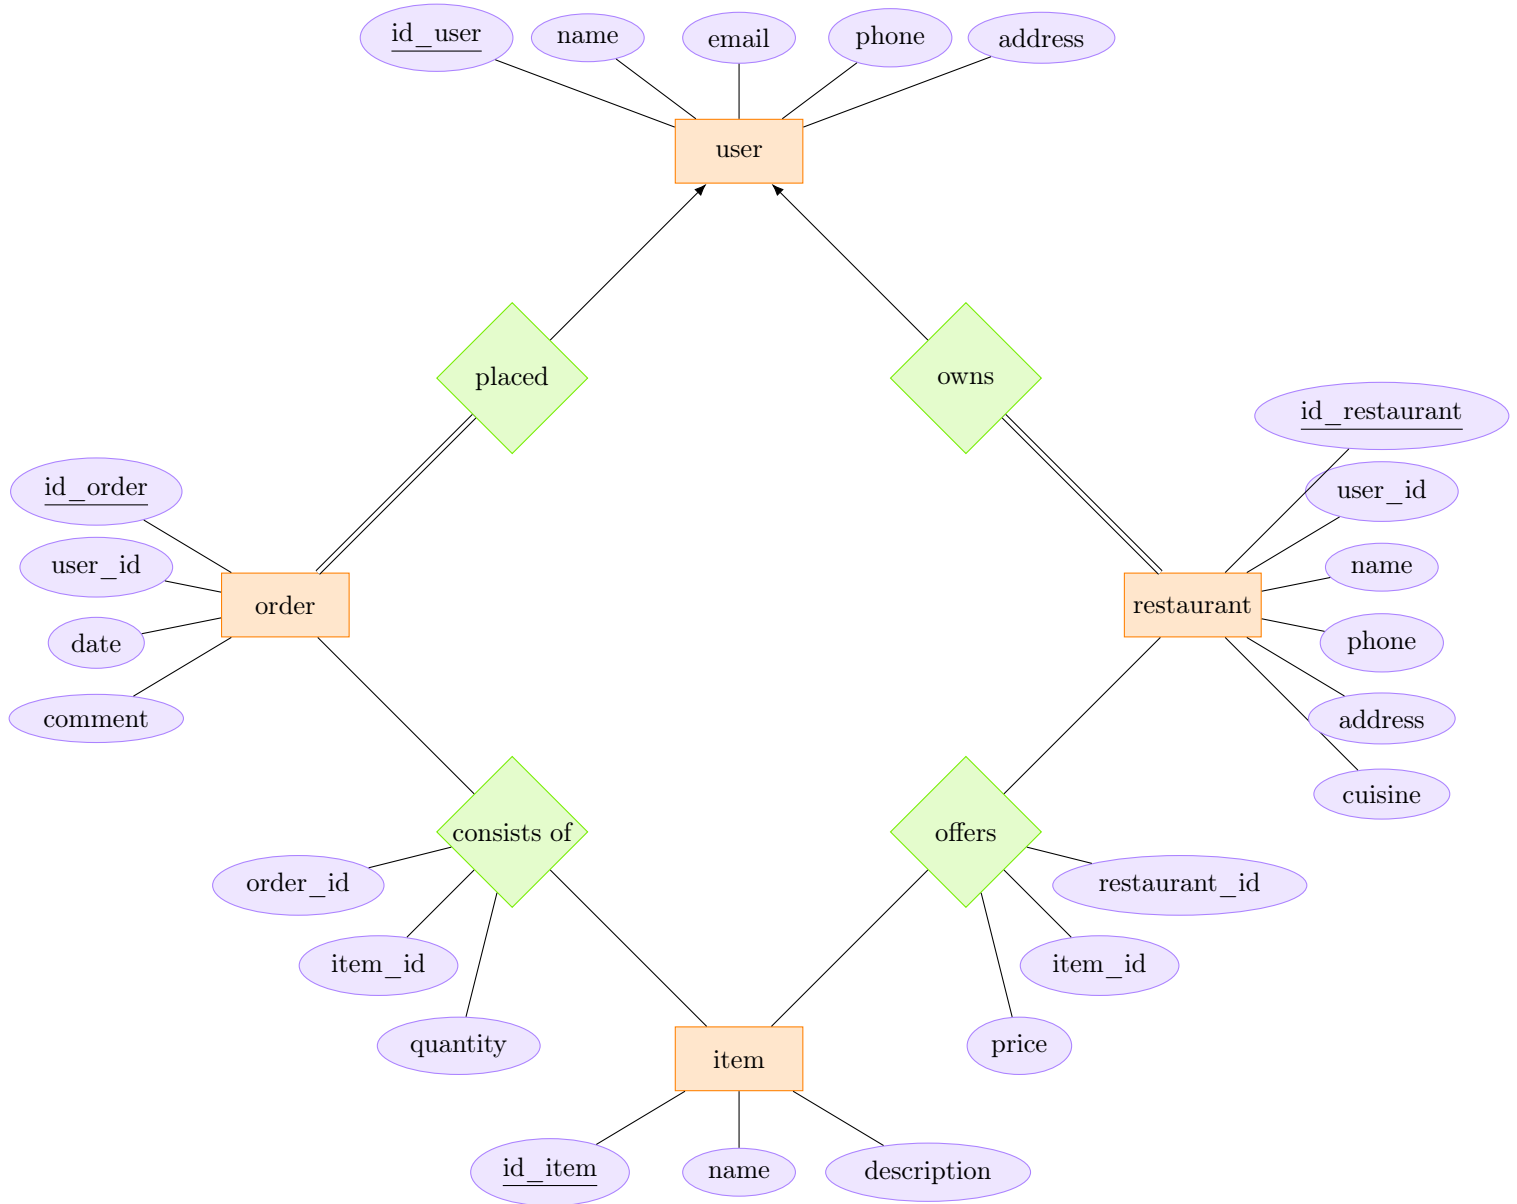 id_user
name
email
phone
address
user
placed
owns
id_restaurant
id_order
user_id
user_id
name
order
restaurant
date
phone
comment
address
cuisine
consists of
offers
order_id
restaurant_id
item_id
item_id
quantity
price
item
id_item
name
description